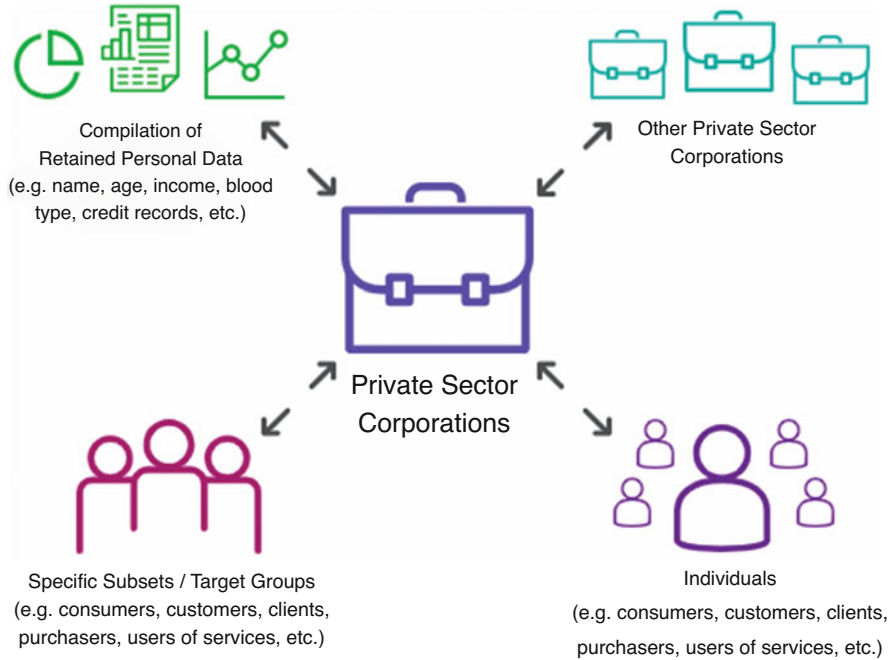 Compilation of
Retained Personal Data
(e.g. name, age, income, blood
type, credit records, etc.)
Other Private Sector
Corporations
Private Sector
Corporations
Specific Subsets / Target Groups
(e.g. consumers, customers, clients,
purchasers, users of services, etc.)
Individuals
(e.g. consumers, customers, clients,
purchasers, users of services, etc.)